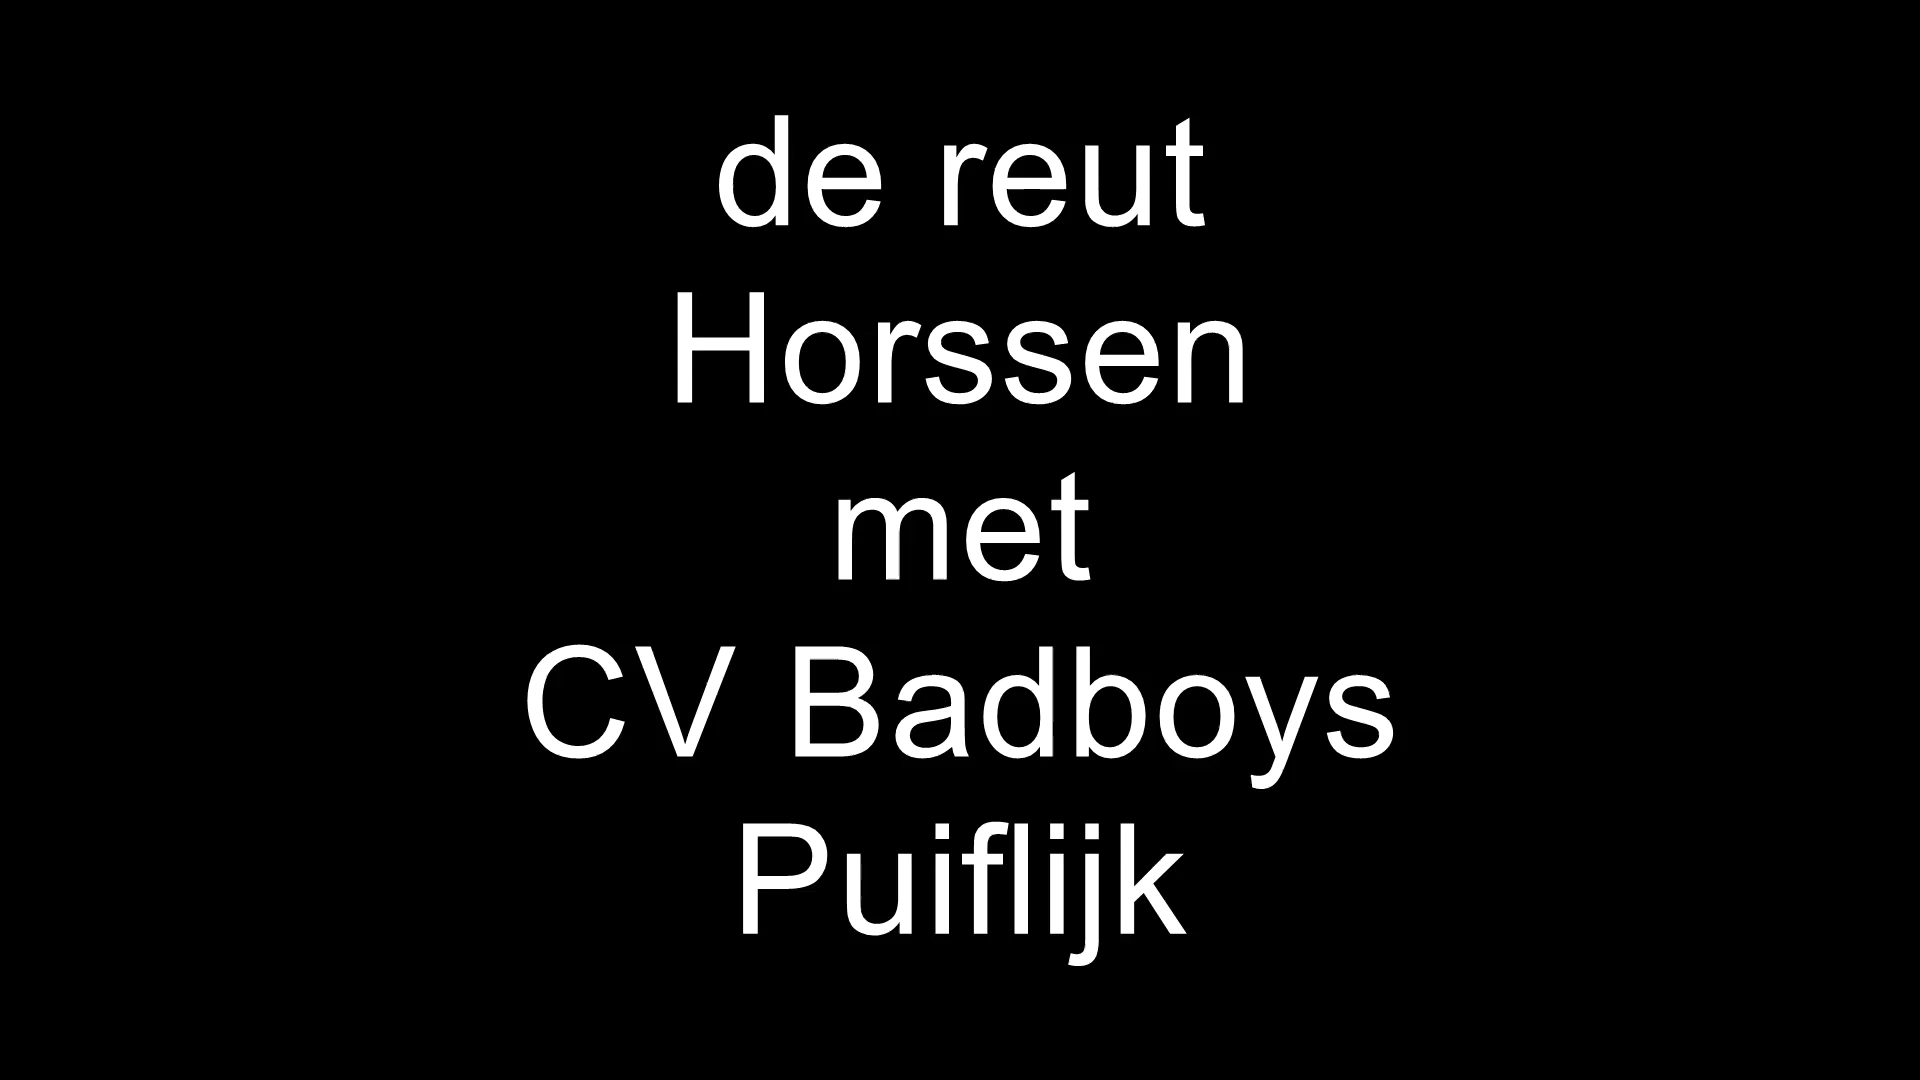 de reut
Horssen
met
CV Badboys
Puiflijk